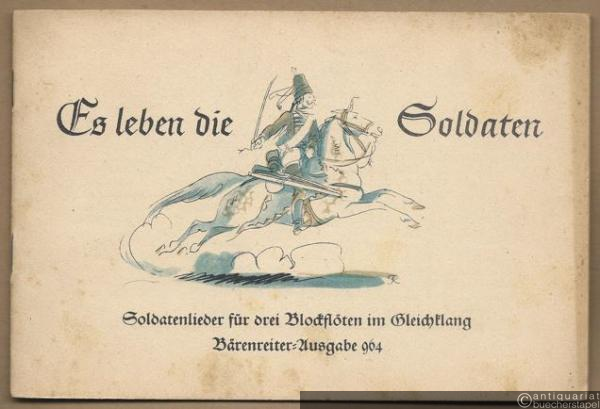 Es leben die Soldaten
Soldatenlieder für drei Blockflöten im Gleichklang
Bärenreiter-Ausgabe 964
antiquariat
buecherstapel